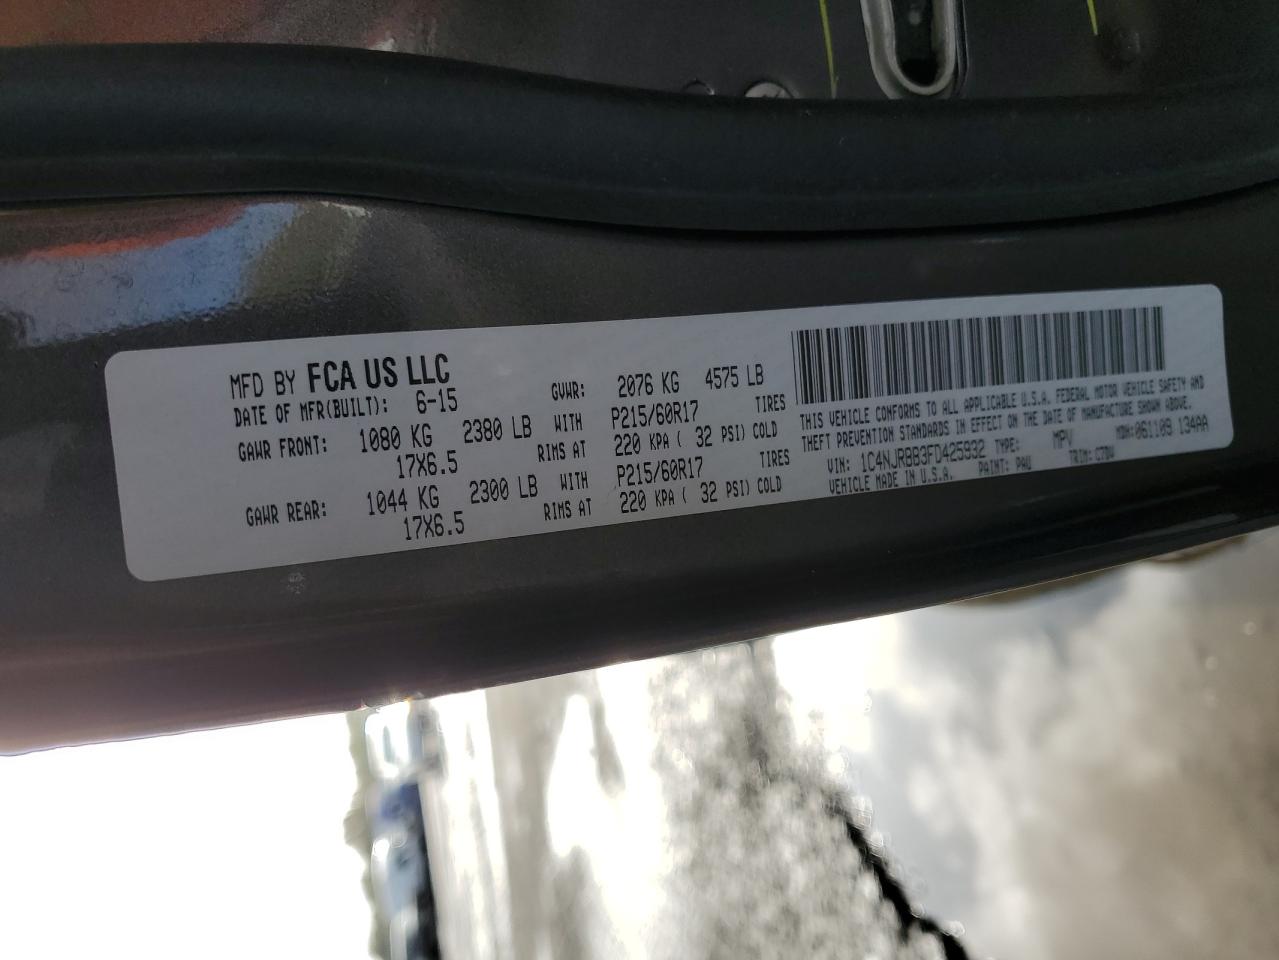 MFD BY FCA US LLC
DATE OF MFR(BUILT): 6-15 GVWR: 2076 KG 4575 LB
GAWR FRONT: 1080 KG 2380 LB WITH P215/60R17 TIRES
17X6.5 RIMS AT 220 KPA ( 32 PSI) COLD
GAWR REAR: 1044 KG 2300 LB WITH P215/60R17 TIRES
17X6.5 RIMS AT 220 KPA ( 32 PSI) COLD
THIS VEHICLE CONFORMS TO ALL APPLICABLE U.S.A. FEDERAL MOTOR VEHICLE SAFETY AND
THEFT PREVENTION STANDARDS IN EFFECT ON THE DATE OF MANUFACTURE SHOWN ABOVE.
VIN: 1C4NJRBB3FD425932 TYPE: MPV MDH:061109 134AA
VEHICLE MADE IN U.S.A. PAINT: PAU TRIM: